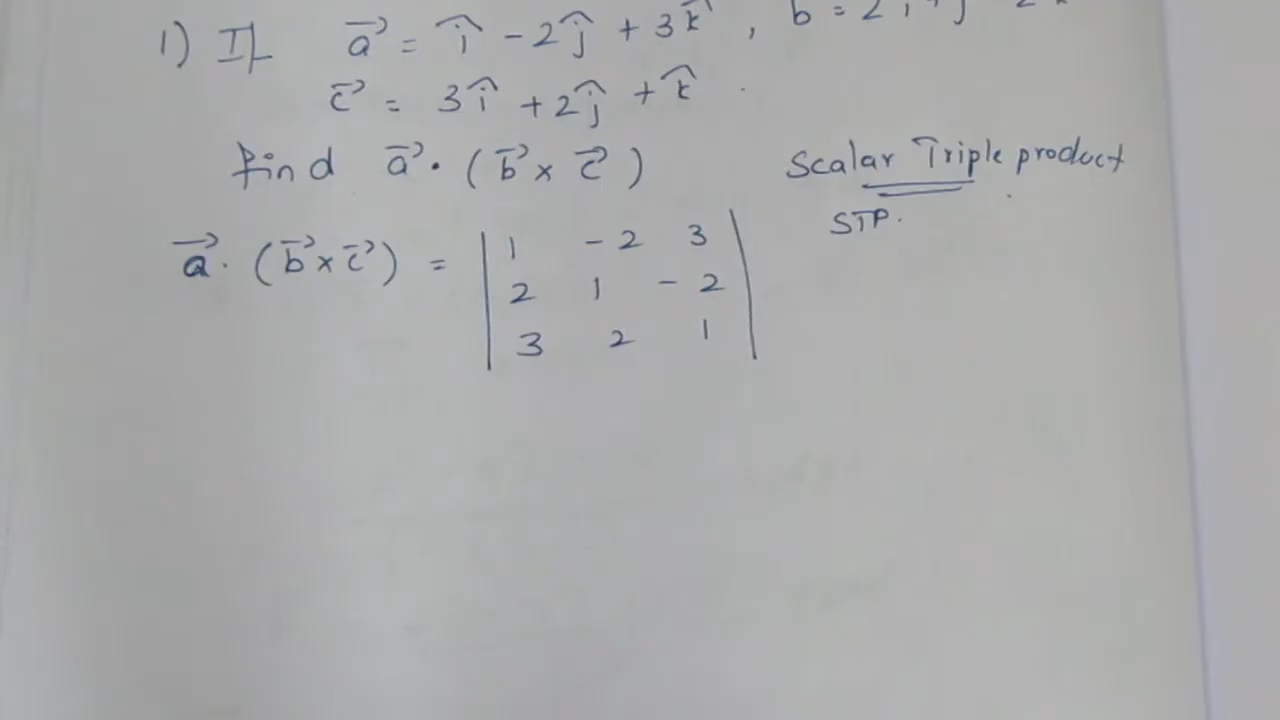 1) If a⃗ = î - 2ĵ + 3k̂ , b = 2
c⃗ = 3î + 2ĵ + k̂ .
find a⃗ · (b⃗ × c⃗)
Scalar Triple product
STP.
a⃗ · (b⃗ × c⃗) = | 1 -2 3 |
| 2 1 -2 |
| 3 2 1 |